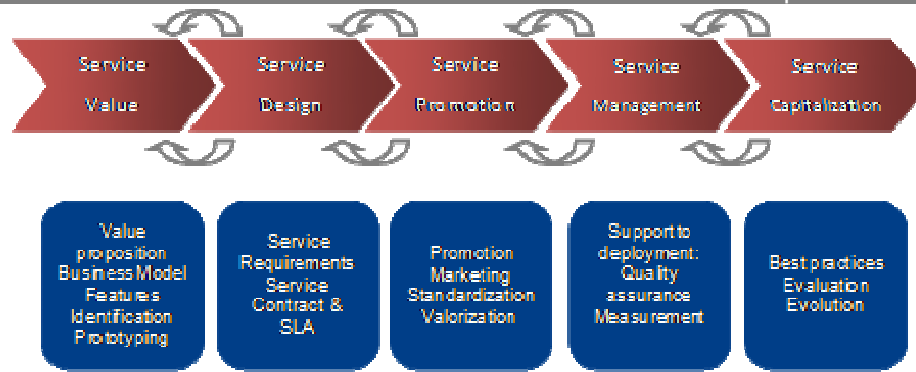 Service
Value
Service
Design
Service
Promotion
Service
Management
Service
Capitalization
Value
proposition
Business Model
Features
Identification
Prototyping
Service
Requirements
Service
Contract &
SLA
Promotion
Marketing
Standardization
Valorization
Support to
deployment:
Quality
assurance
Measurement
Best practices
Evaluation
Evolution